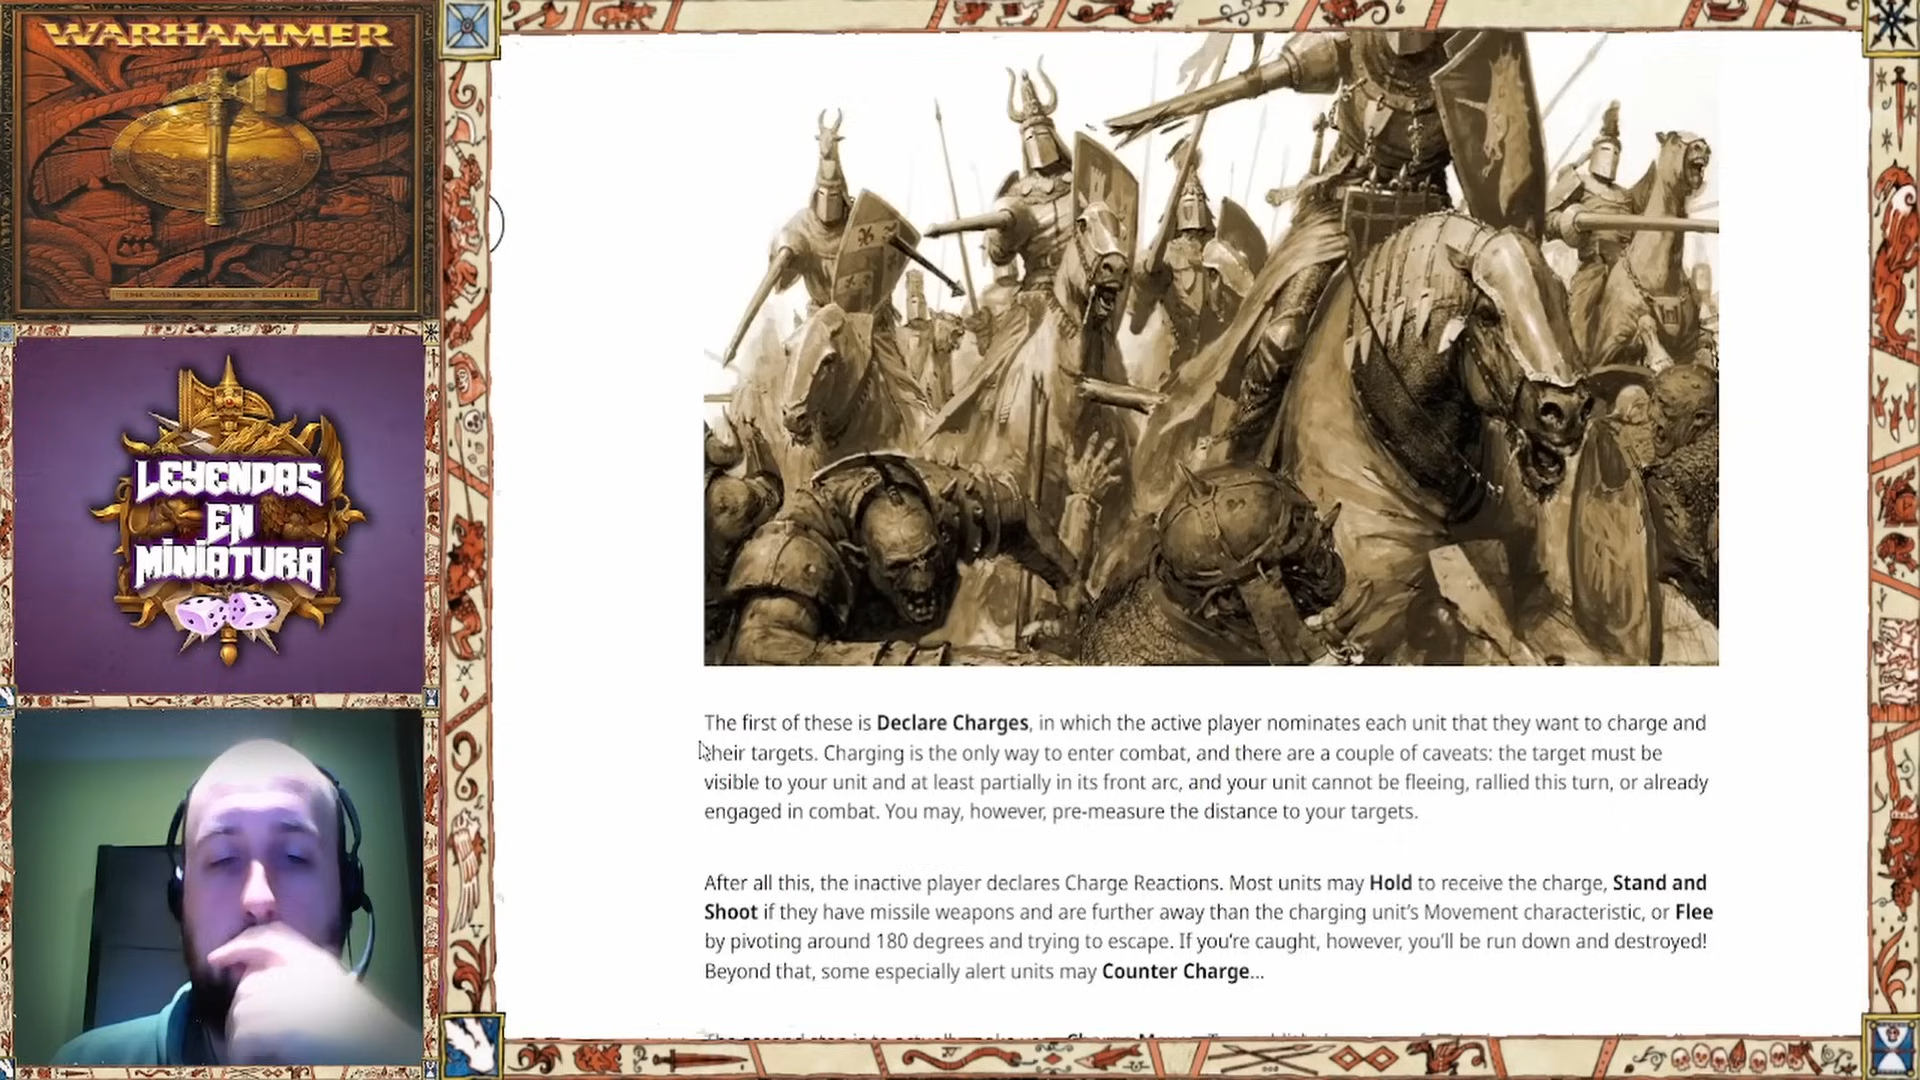 WARHAMMER
THE GAME OF FANTASY BATTLES
LEYENDAS
EN
MINIATURA
The first of these is Declare Charges, in which the active player nominates each unit that they want to charge and
their targets. Charging is the only way to enter combat, and there are a couple of caveats: the target must be
visible to your unit and at least partially in its front arc, and your unit cannot be fleeing, rallied this turn, or already
engaged in combat. You may, however, pre-measure the distance to your targets.
After all this, the inactive player declares Charge Reactions. Most units may Hold to receive the charge, Stand and
Shoot if they have missile weapons and are further away than the charging unit's Movement characteristic, or Flee
by pivoting around 180 degrees and trying to escape. If you're caught, however, you'll be run down and destroyed!
Beyond that, some especially alert units may Counter Charge...